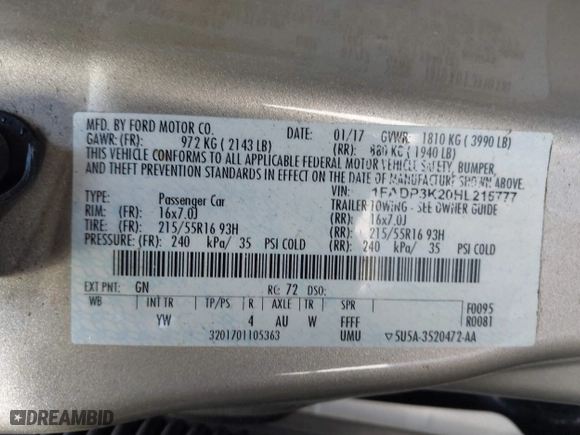 MFD. BY FORD MOTOR CO. DATE: 01/17 GVWR: 1810 KG ( 3990 LB)
GAWR: (FR): 972 KG ( 2143 LB) (RR): 880 KG ( 1940 LB)
THIS VEHICLE CONFORMS TO ALL APPLICABLE FEDERAL MOTOR VEHICLE SAFETY, BUMPER,
AND THEFT PREVENTION STANDARDS IN EFFECT ON THE DATE OF MANUFACTURE SHOWN ABOVE.
VIN: 1FADP3K20HL215777
TYPE: Passenger Car TRAILER TOWING - SEE OWNER GUIDE
RIM: (FR): 16x7.0J (RR): 16x7.0J
TIRE: (FR): 215/55R16 93H (RR): 215/55R16 93H
PRESSURE: (FR): 240 kPa/ 35 PSI COLD (RR): 240 kPa/ 35 PSI COLD
EXT PNT: GN RC: 72 DSO:
WB INT TR TP/PS R AXLE TR SPR F0095
YW 4 AU W FFFF R0081
3201701105363 UMU ▽5U5A-3520472-AA
DREAMBID